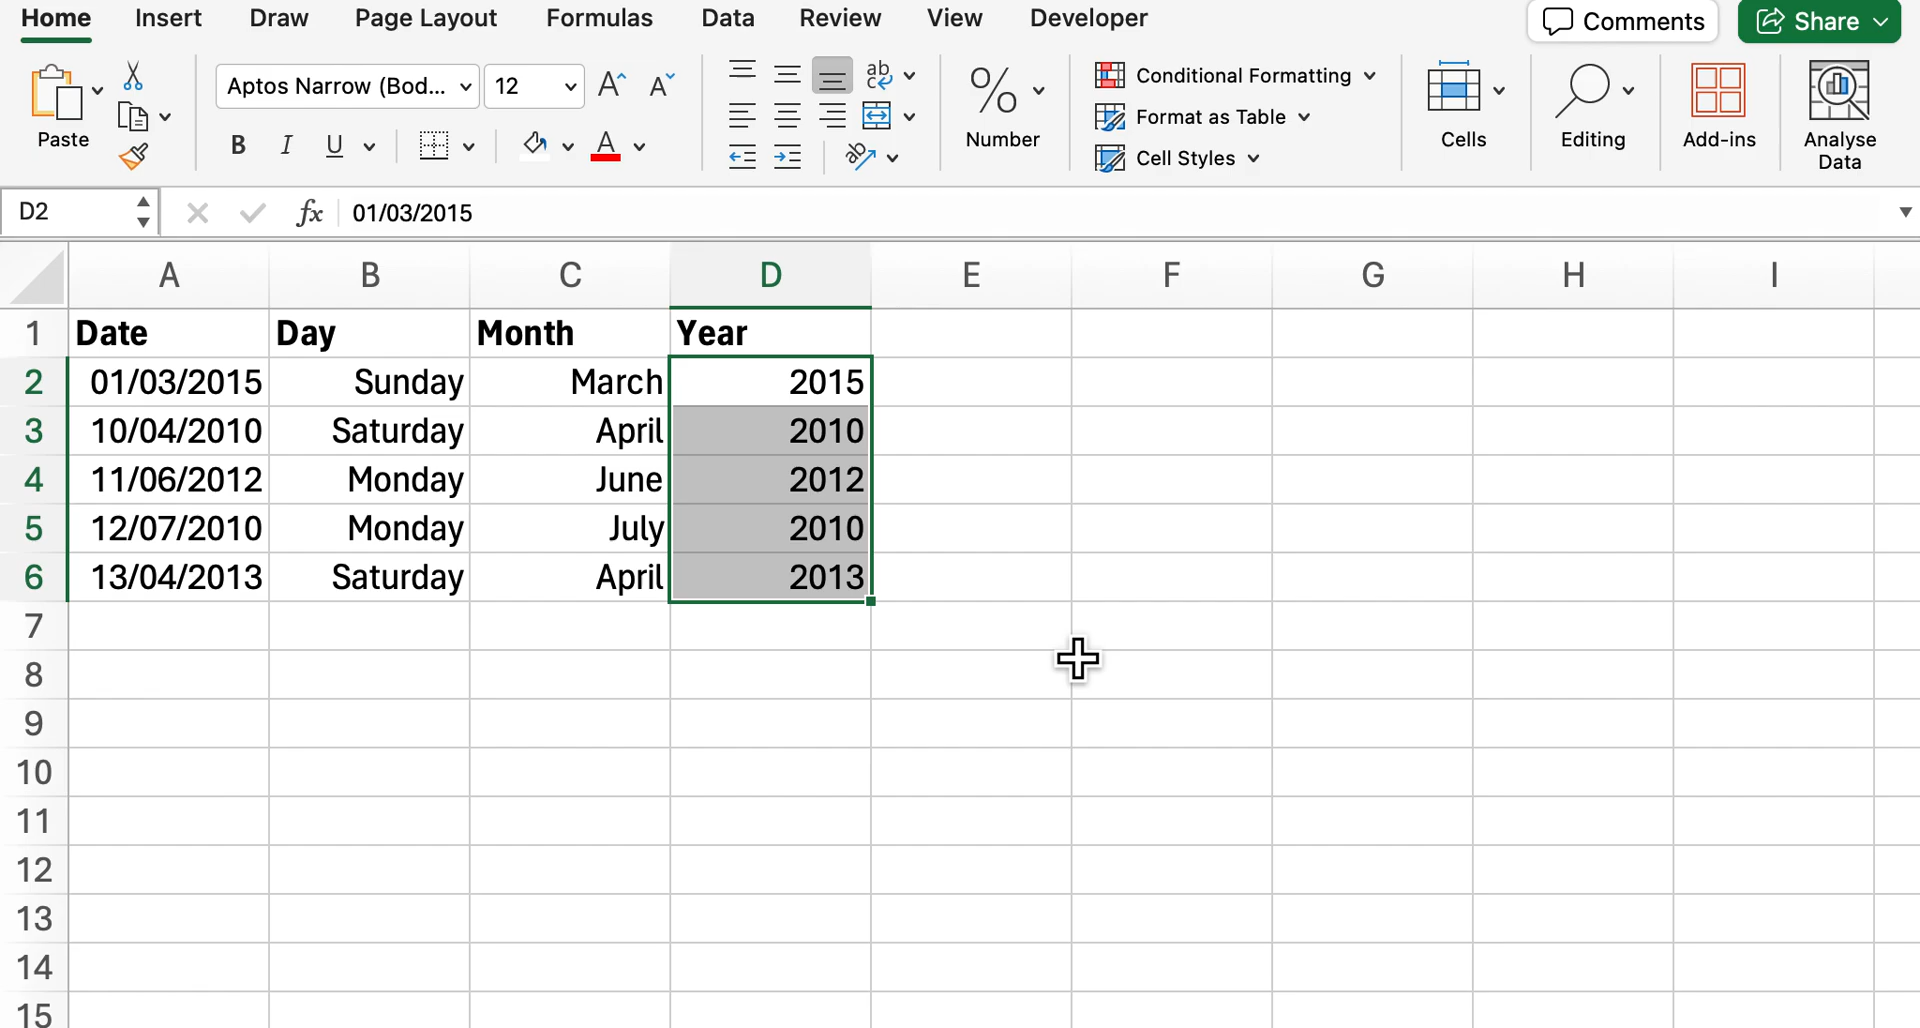 Home Insert Draw Page Layout Formulas Data Review View Developer Comments Share
Paste
Aptos Narrow (Bod... 12
B I U A
ab
Number
Conditional Formatting
Format as Table
Cell Styles
Cells
Editing
Add-ins
Analyse
Data
D2 fx 01/03/2015
A B C D E F G H I
1 Date Day Month Year
2 01/03/2015 Sunday March 2015
3 10/04/2010 Saturday April 2010
4 11/06/2012 Monday June 2012
5 12/07/2010 Monday July 2010
6 13/04/2013 Saturday April 2013
7
8
9
10
11
12
13
14
15